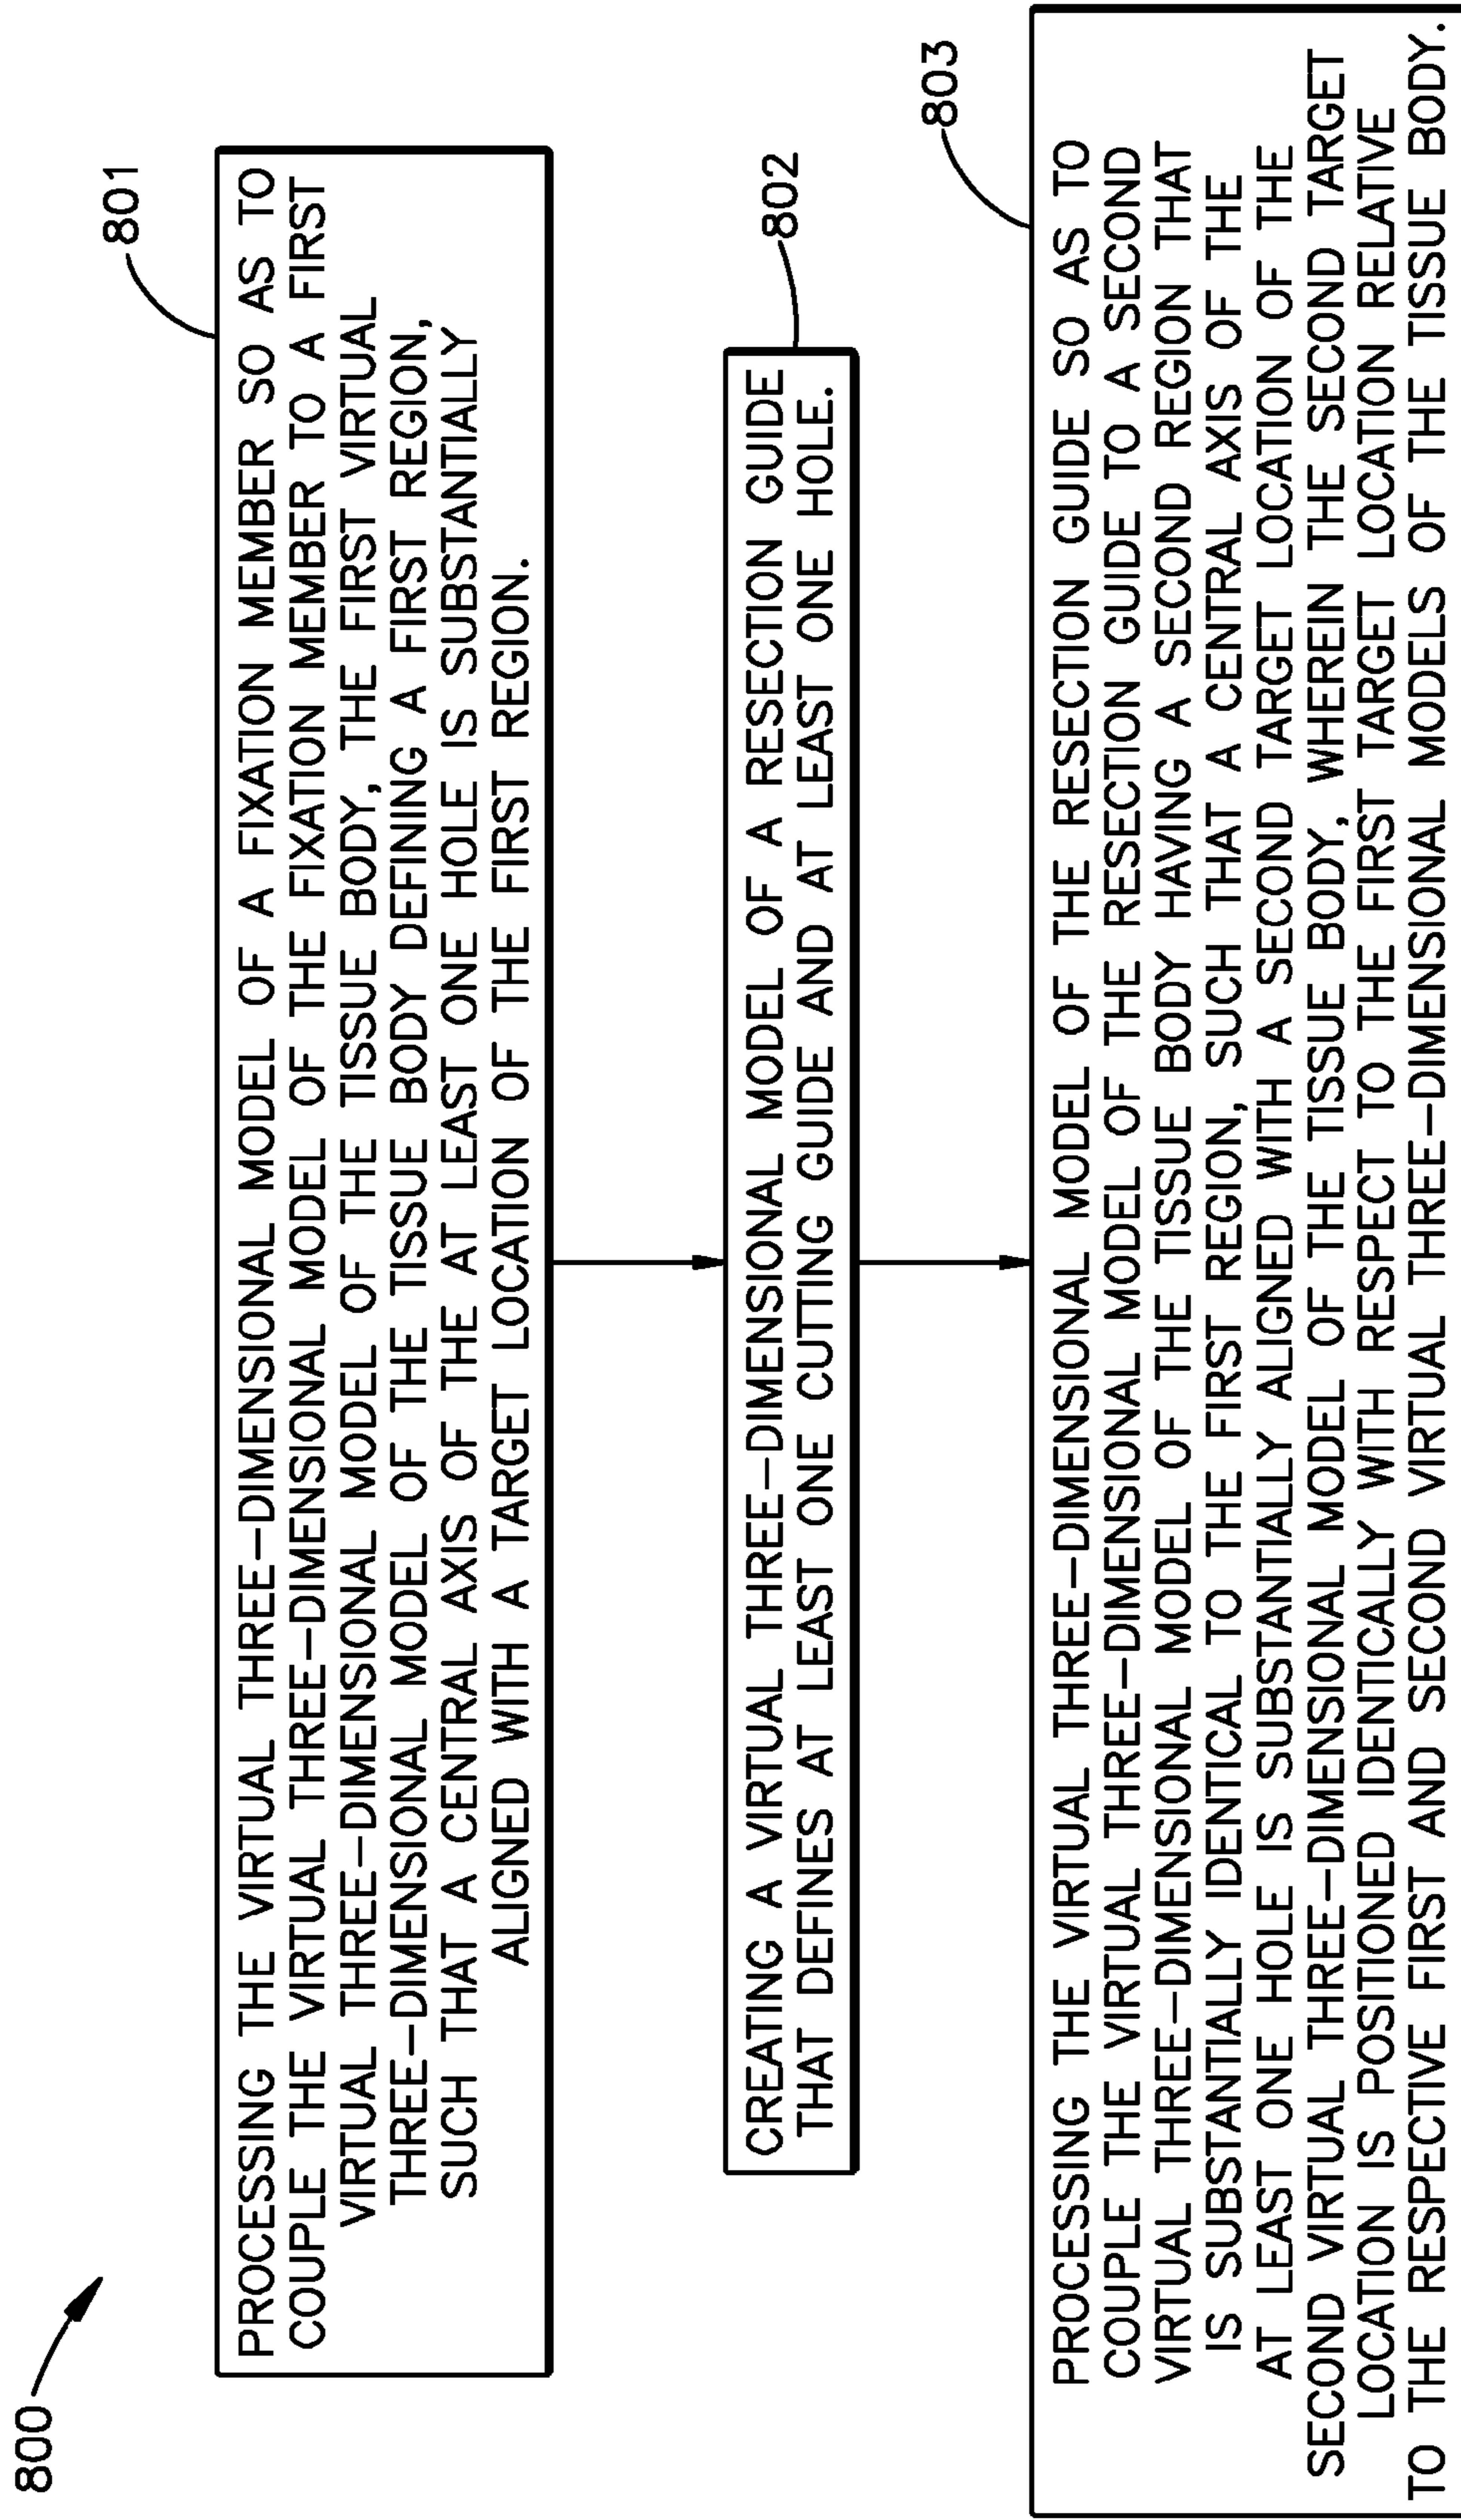 800
801
PROCESSING THE VIRTUAL THREE-DIMENSIONAL MODEL OF A FIXATION MEMBER SO AS TO
COUPLE THE VIRTUAL THREE-DIMENSIONAL MODEL OF THE FIXATION MEMBER TO A FIRST
VIRTUAL THREE-DIMENSIONAL MODEL OF THE TISSUE BODY, THE FIRST VIRTUAL
THREE-DIMENSIONAL MODEL OF THE TISSUE BODY DEFINING A FIRST REGION,
SUCH THAT A CENTRAL AXIS OF THE AT LEAST ONE HOLE IS SUBSTANTIALLY
ALIGNED WITH A TARGET LOCATION OF THE FIRST REGION.
802
CREATING A VIRTUAL THREE-DIMENSIONAL MODEL OF A RESECTION GUIDE
THAT DEFINES AT LEAST ONE CUTTING GUIDE AND AT LEAST ONE HOLE.
803
PROCESSING THE VIRTUAL THREE-DIMENSIONAL MODEL OF THE RESECTION GUIDE SO AS TO
COUPLE THE VIRTUAL THREE-DIMENSIONAL MODEL OF THE RESECTION GUIDE TO A SECOND
VIRTUAL THREE-DIMENSIONAL MODEL OF THE TISSUE BODY HAVING A SECOND REGION THAT
IS SUBSTANTIALLY IDENTICAL TO THE FIRST REGION, SUCH THAT A CENTRAL AXIS OF THE
AT LEAST ONE HOLE IS SUBSTANTIALLY ALIGNED WITH A SECOND TARGET LOCATION OF THE
SECOND VIRTUAL THREE-DIMENSIONAL MODEL OF THE TISSUE BODY, WHEREIN THE SECOND TARGET
LOCATION IS POSITIONED IDENTICALLY WITH RESPECT TO THE FIRST TARGET LOCATION RELATIVE
TO THE RESPECTIVE FIRST AND SECOND VIRTUAL THREE-DIMENSIONAL MODELS OF THE TISSUE BODY.